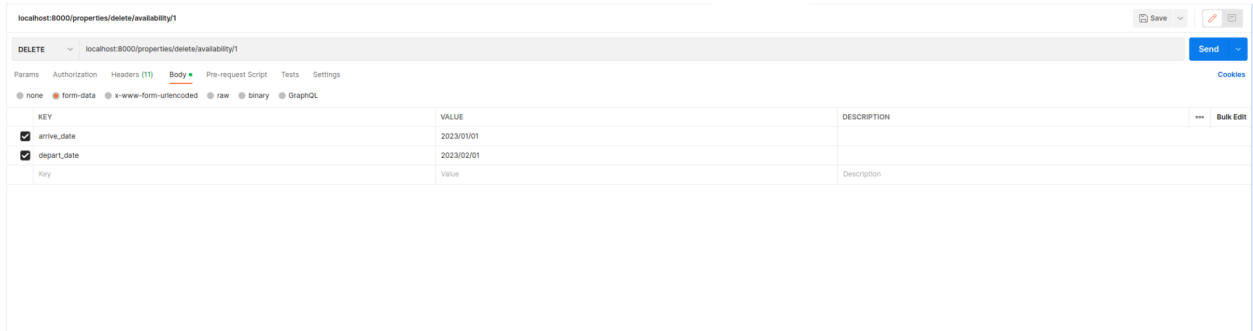 localhost:8000/properties/delete/availability/1
Save
DELETE localhost:8000/properties/delete/availability/1 Send
Params Authorization Headers (11) Body Pre-request Script Tests Settings Cookies
none form-data x-www-form-urlencoded raw binary GraphQL
KEY VALUE DESCRIPTION Bulk Edit
arrive_date 2023/01/01
depart_date 2023/02/01
Key Value Description